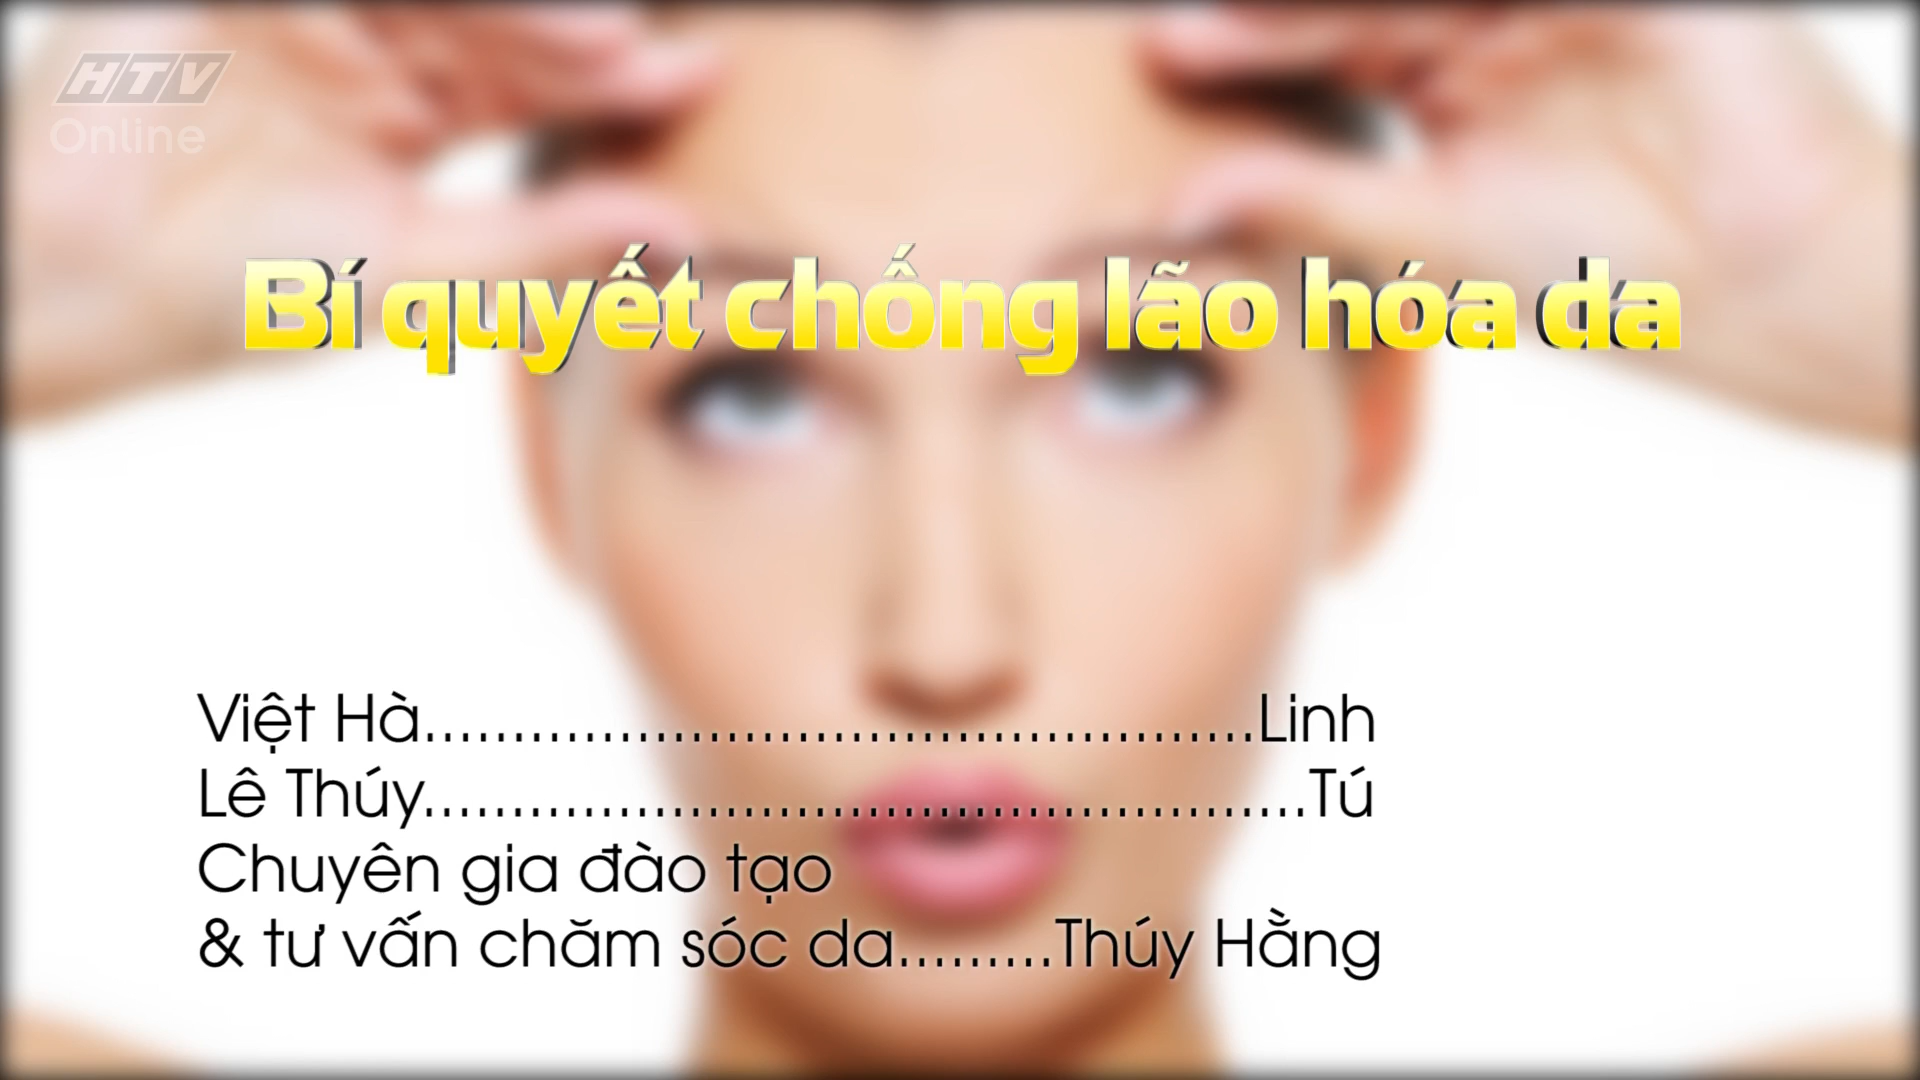 HTV
Online
Bí quyết chống lão hóa da
Việt Hà...............................................Linh
Lê Thúy..................................................Tú
Chuyên gia đào tạo
& tư vấn chăm sóc da.........Thúy Hằng